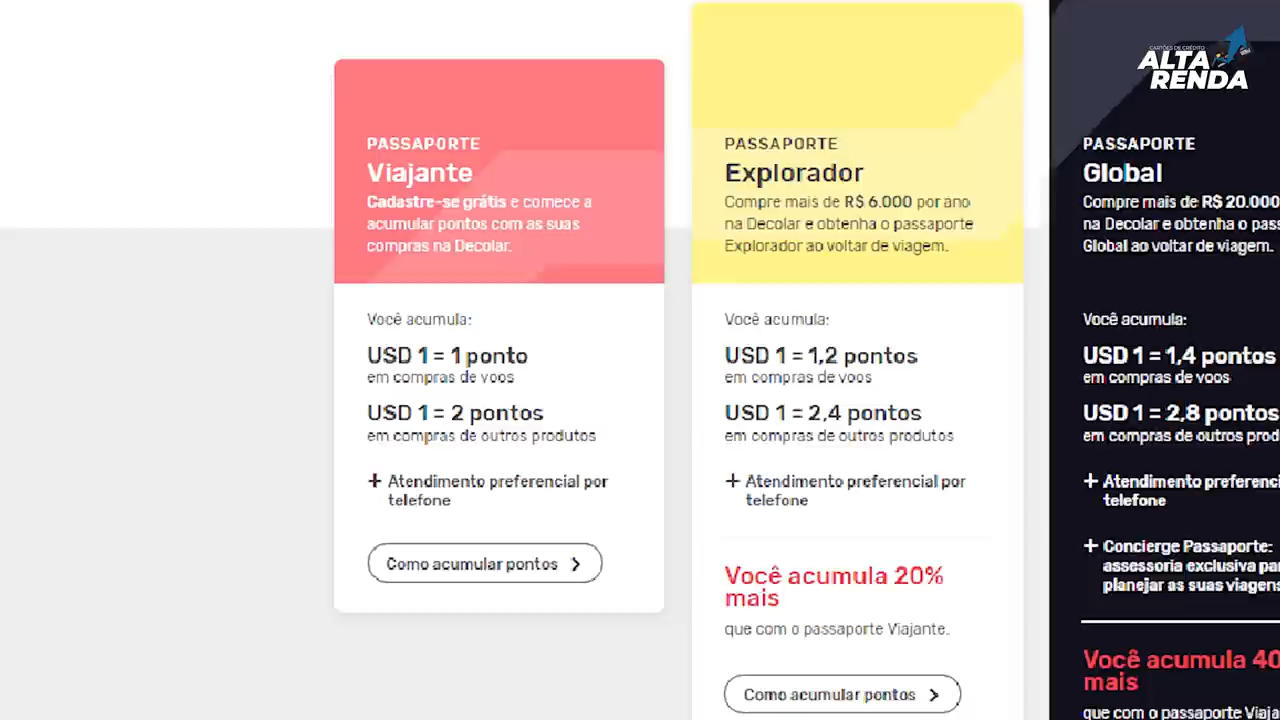 CARTÕES DE CRÉDITO
ALTA
RENDA
PASSAPORTE
Viajante
Cadastre-se grátis e comece a
acumular pontos com as suas
compras na Decolar.
Você acumula:
USD 1 = 1 ponto
em compras de voos
USD 1 = 2 pontos
em compras de outros produtos
+ Atendimento preferencial por
telefone
Como acumular pontos
PASSAPORTE
Explorador
Compre mais de R$ 6.000 por ano
na Decolar e obtenha o passaporte
Explorador ao voltar de viagem.
Você acumula:
USD 1 = 1,2 pontos
em compras de voos
USD 1 = 2,4 pontos
em compras de outros produtos
+ Atendimento preferencial por
telefone
Você acumula 20%
mais
que com o passaporte Viajante.
Como acumular pontos
PASSAPORTE
Global
Compre mais de R$ 20.000
na Decolar e obtenha o pas
Global ao voltar de viagem.
Você acumula:
USD 1 = 1,4 pontos
em compras de voos
USD 1 = 2,8 pontos
em compras de outros prod
+ Atendimento preferenci
telefone
+ Concierge Passaporte:
assessoria exclusiva pa
planejar as suas viagens
Você acumula 40
mais
que com o passaporte Viaja